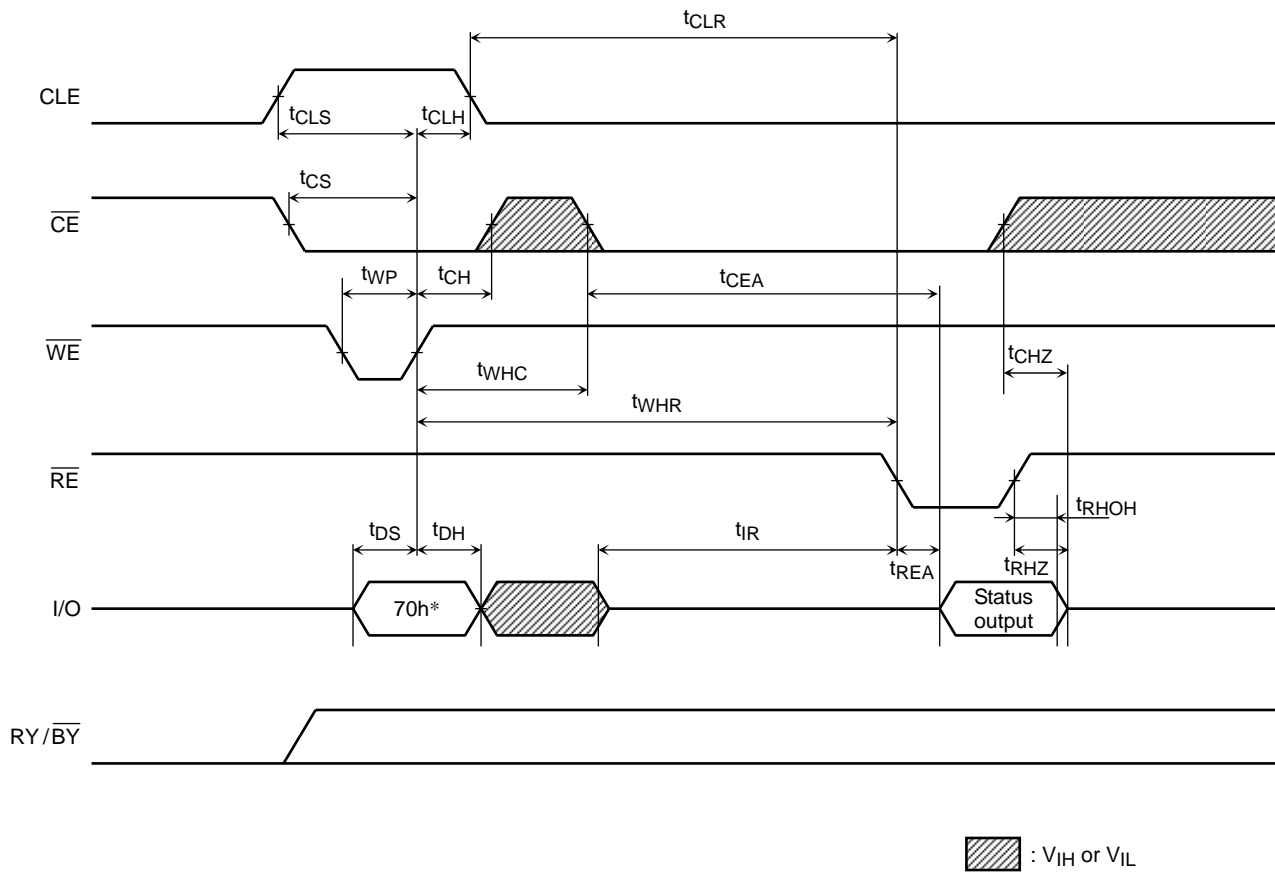 tCLR
CLE
tCLS
tCLH
tCS
CE
tWP
tCH
tCEA
WE
tCHZ
tWHC
tWHR
RE
tRHOH
tDS
tDH
tIR
tREA
tRHZ
I/O
70h*
Status
output
RY/BY
: VIH or VIL